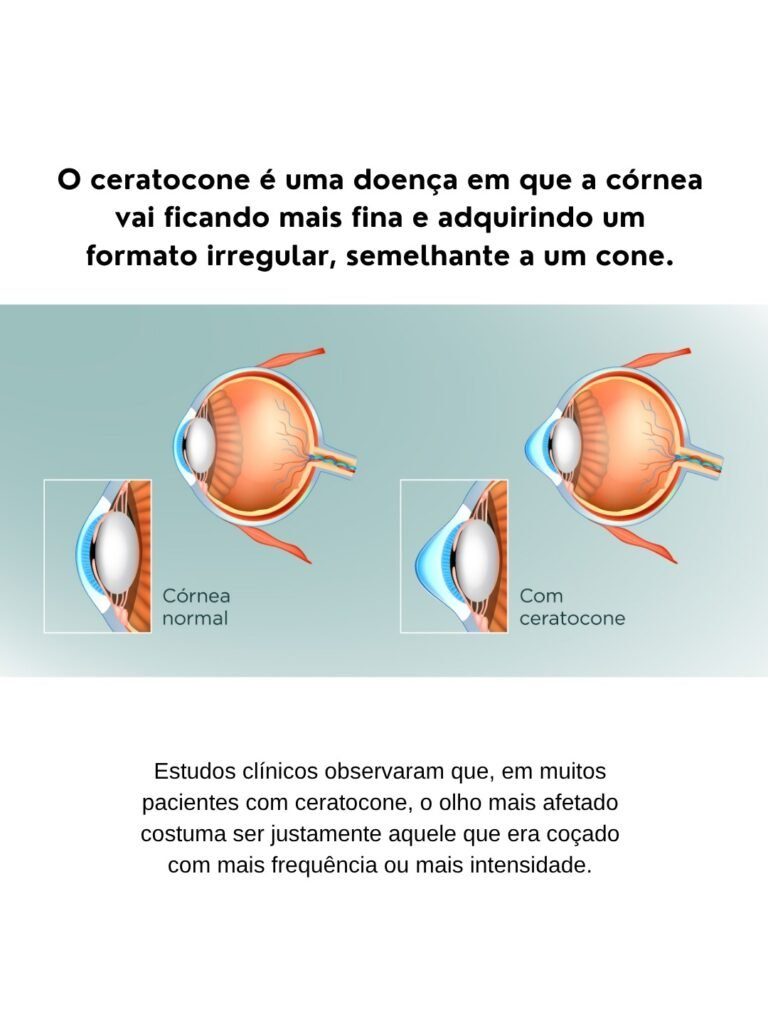 O ceratocone é uma doença em que a córnea
vai ficando mais fina e adquirindo um
formato irregular, semelhante a um cone.
Córnea
normal
Com
ceratocone
Estudos clínicos observaram que, em muitos
pacientes com ceratocone, o olho mais afetado
costuma ser justamente aquele que era coçado
com mais frequência ou mais intensidade.